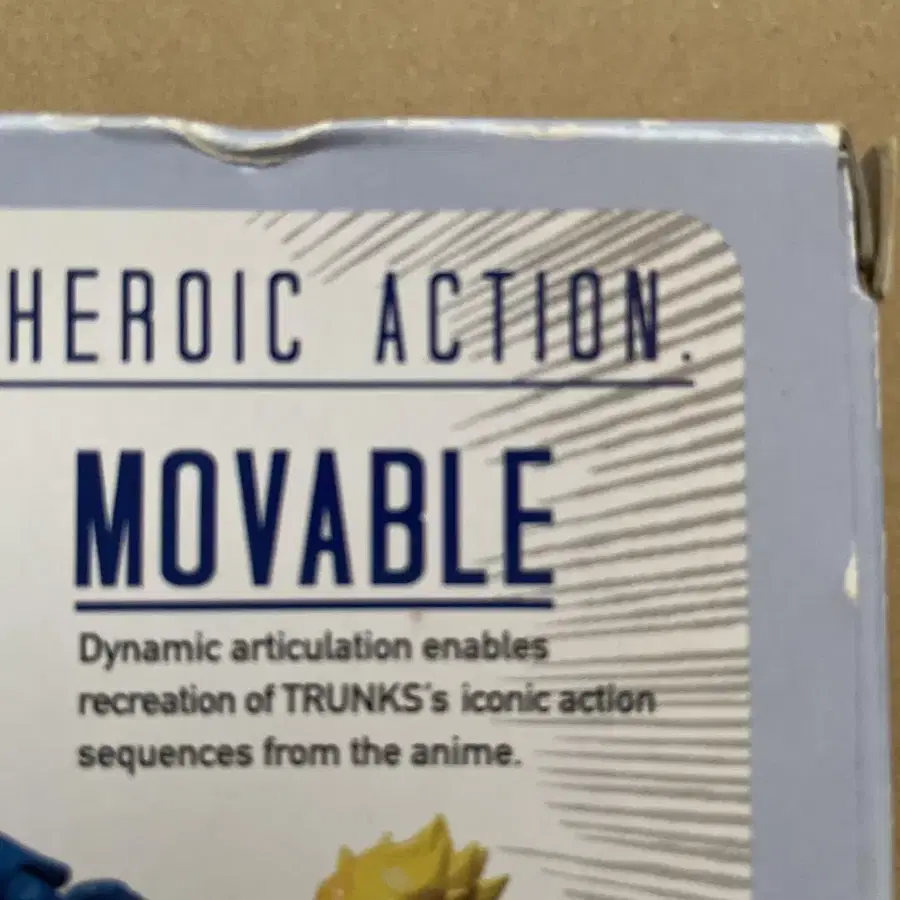 HEROIC ACTION.
MOVABLE
Dynamic articulation enables
recreation of TRUNKS's iconic action
sequences from the anime.